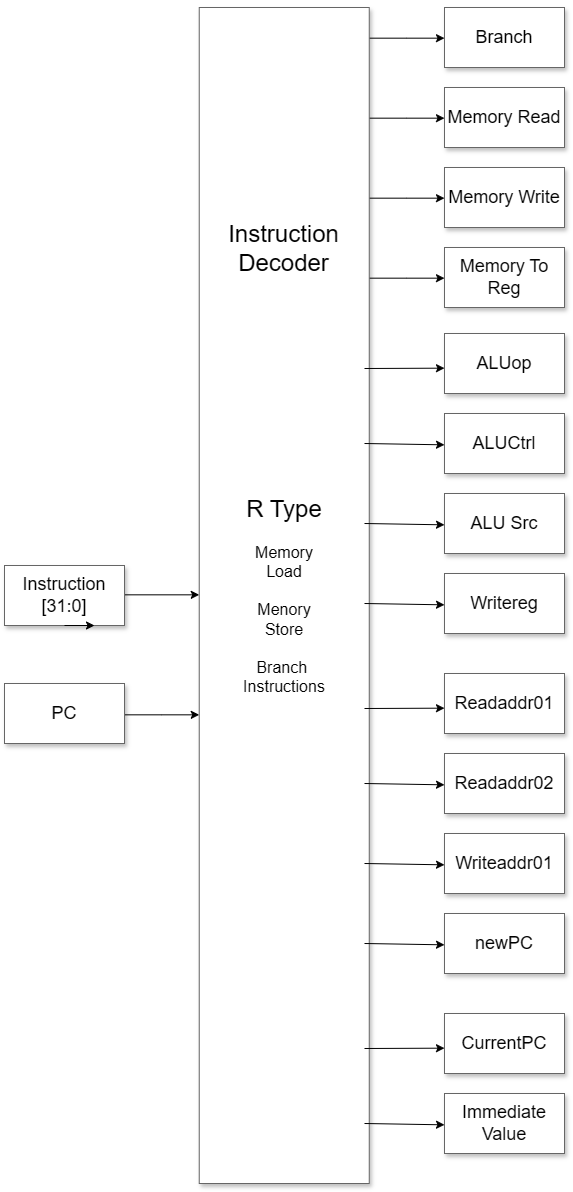 Branch
Memory Read
Memory Write
Instruction
Decoder
Memory To
Reg
ALUop
ALUCtrl
R Type
ALU Src
Memory
Load
Instruction
[31:0]
Menory
Store
Writereg
Branch
Instructions
PC
Readaddr01
Readaddr02
Writeaddr01
newPC
CurrentPC
Immediate
Value